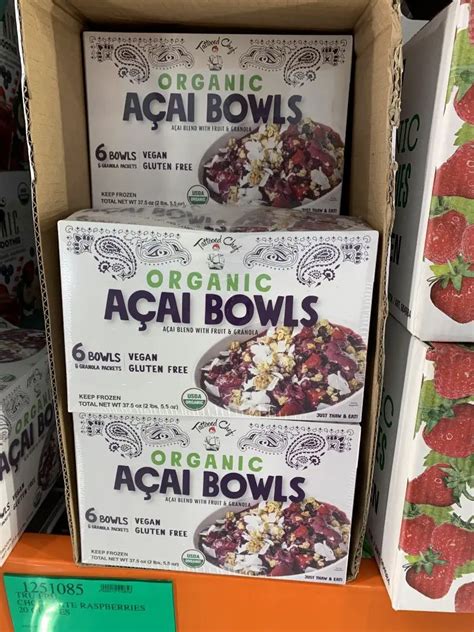 Tattooed Chef
ORGANIC
AÇAI BOWLS
AÇAI BLEND WITH FRUIT & GRANOLA
6 BOWLS VEGAN
6 GRANOLA PACKETS GLUTEN FREE
KEEP FROZEN
TOTAL NET WT 37.5 OZ (2 lbs, 5.5 oz)
USDA
ORGANIC
JUST THAW & EAT!
Tattooed Chef
ORGANIC
AÇAI BOWLS
AÇAI BLEND WITH FRUIT & GRANOLA
6 BOWLS VEGAN
6 GRANOLA PACKETS GLUTEN FREE
KEEP FROZEN
TOTAL NET WT 37.5 OZ (2 lbs, 5.5 oz)
USDA
ORGANIC
JUST THAW & EAT!
Tattooed Chef
ORGANIC
AÇAI BOWLS
AÇAI BLEND WITH FRUIT & GRANOLA
6 BOWLS VEGAN
6 GRANOLA PACKETS GLUTEN FREE
KEEP FROZEN
TOTAL NET WT 37.5 OZ (2 lbs, 5.5 oz)
USDA
ORGANIC
JUST THAW & EAT!
1251085
RASPBERRIES
20